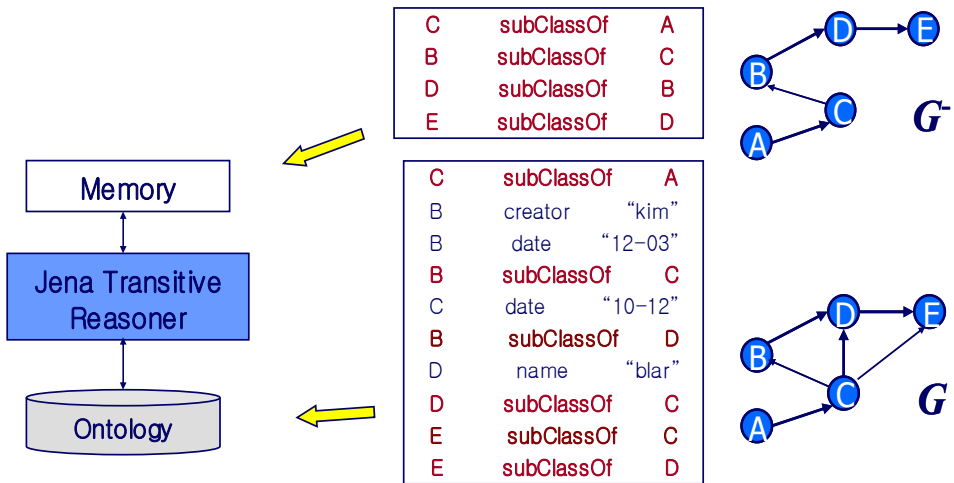 C subClassOf A
B subClassOf C
D subClassOf B
E subClassOf D
D E
B
C
A
G-
Memory
Jena Transitive
Reasoner
Ontology
C subClassOf A
B creator “kim”
B date “12-03”
B subClassOf C
C date “10-12”
B subClassOf D
D name “blar”
D subClassOf C
E subClassOf C
E subClassOf D
D E
B
C
A
G